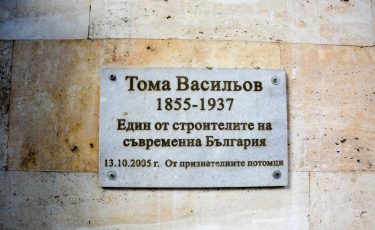 Тома Васильов
1855-1937
Един от строителите на
съвременна България
13.10.2005 г. От признателните потомци